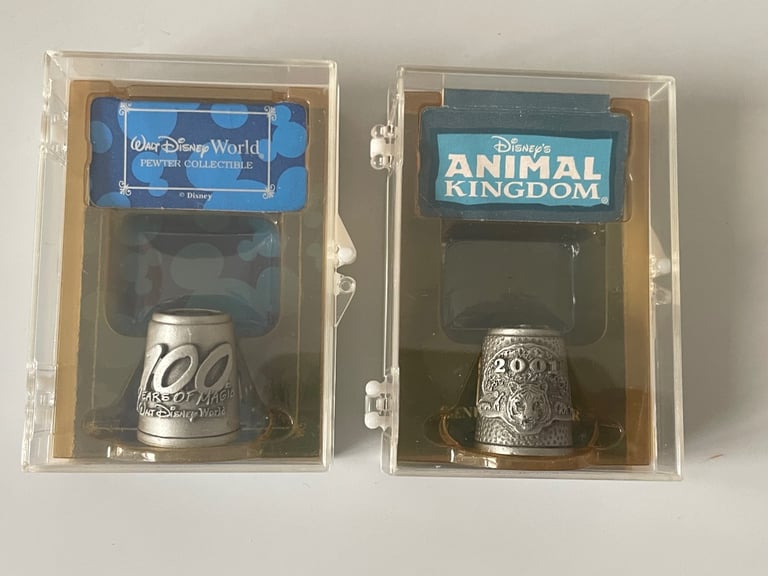 Walt Disney World
PEWTER COLLECTIBLE
© Disney
100
YEARS OF MAGIC
Walt Disney World
Disney's
ANIMAL
KINGDOM®
2001